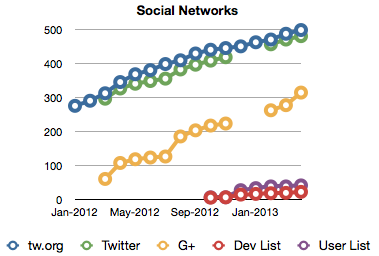 Social Networks
500
400
300
200
100
0
Jan-2012 May-2012 Sep-2012 Jan-2013
tw.org Twitter G+ Dev List User List